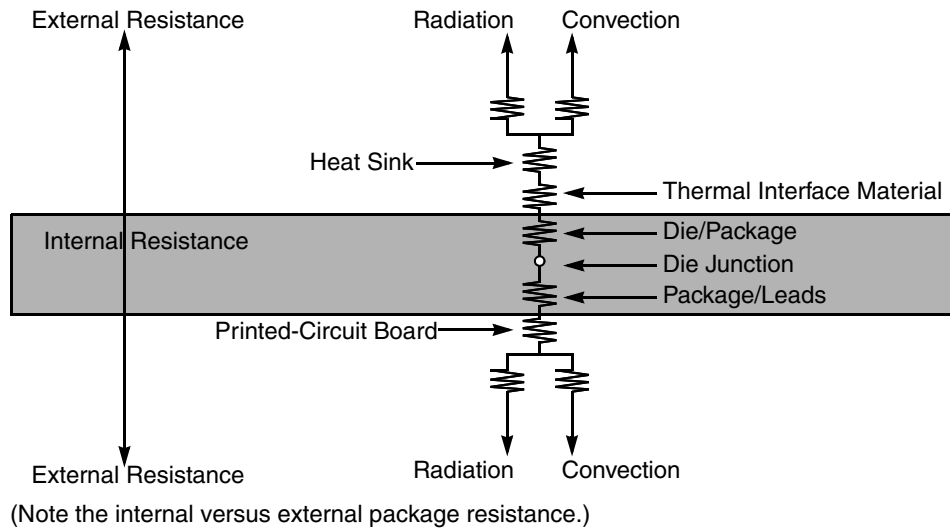 External Resistance
Radiation
Convection
Heat Sink
Thermal Interface Material
Internal Resistance
Die/Package
Die Junction
Package/Leads
Printed-Circuit Board
External Resistance
Radiation
Convection
(Note the internal versus external package resistance.)